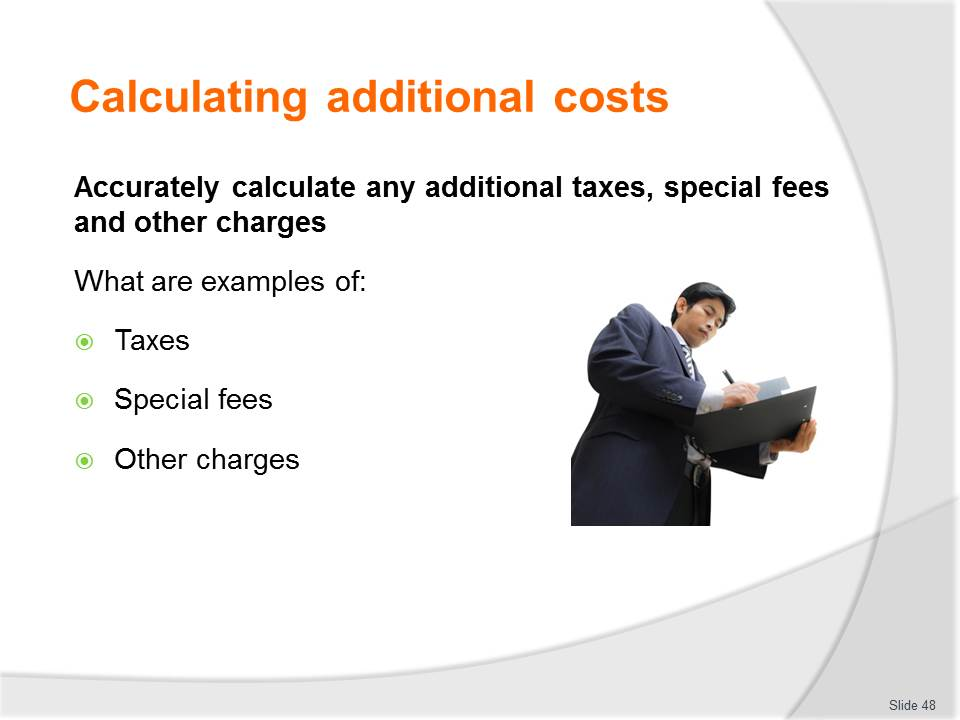 Calculating additional costs
Accurately calculate any additional taxes, special fees
and other charges
What are examples of:
Taxes
Special fees
Other charges
Slide 48